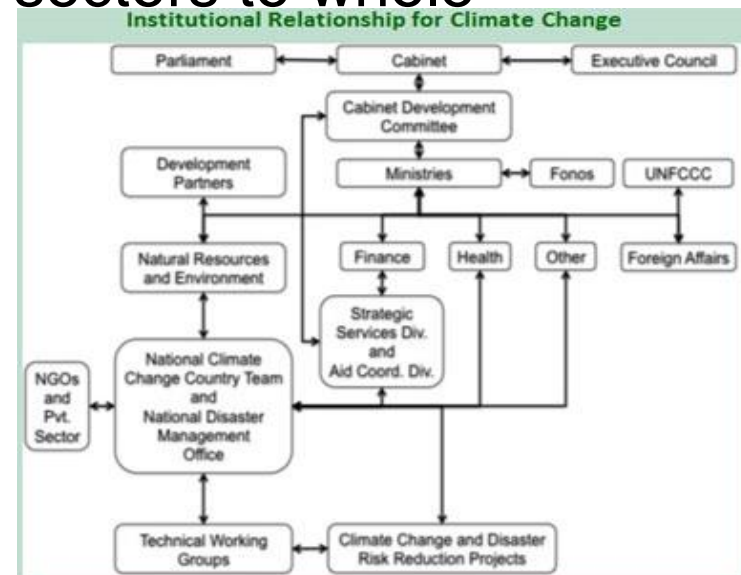 sectors to whole
Institutional Relationship for Climate Change
Parliament
Cabinet
Executive Council
Cabinet Development
Committee
Development
Partners
Ministries
Fonos
UNFCCC
Natural Resources
and Environment
Finance
Health
Other
Foreign Affairs
Strategic
Services Div.
and
Aid Coord. Div.
NGOs
and
Pvt.
Sector
National Climate
Change Country Team
and
National Disaster
Management
Office
Technical Working
Groups
Climate Change and Disaster
Risk Reduction Projects